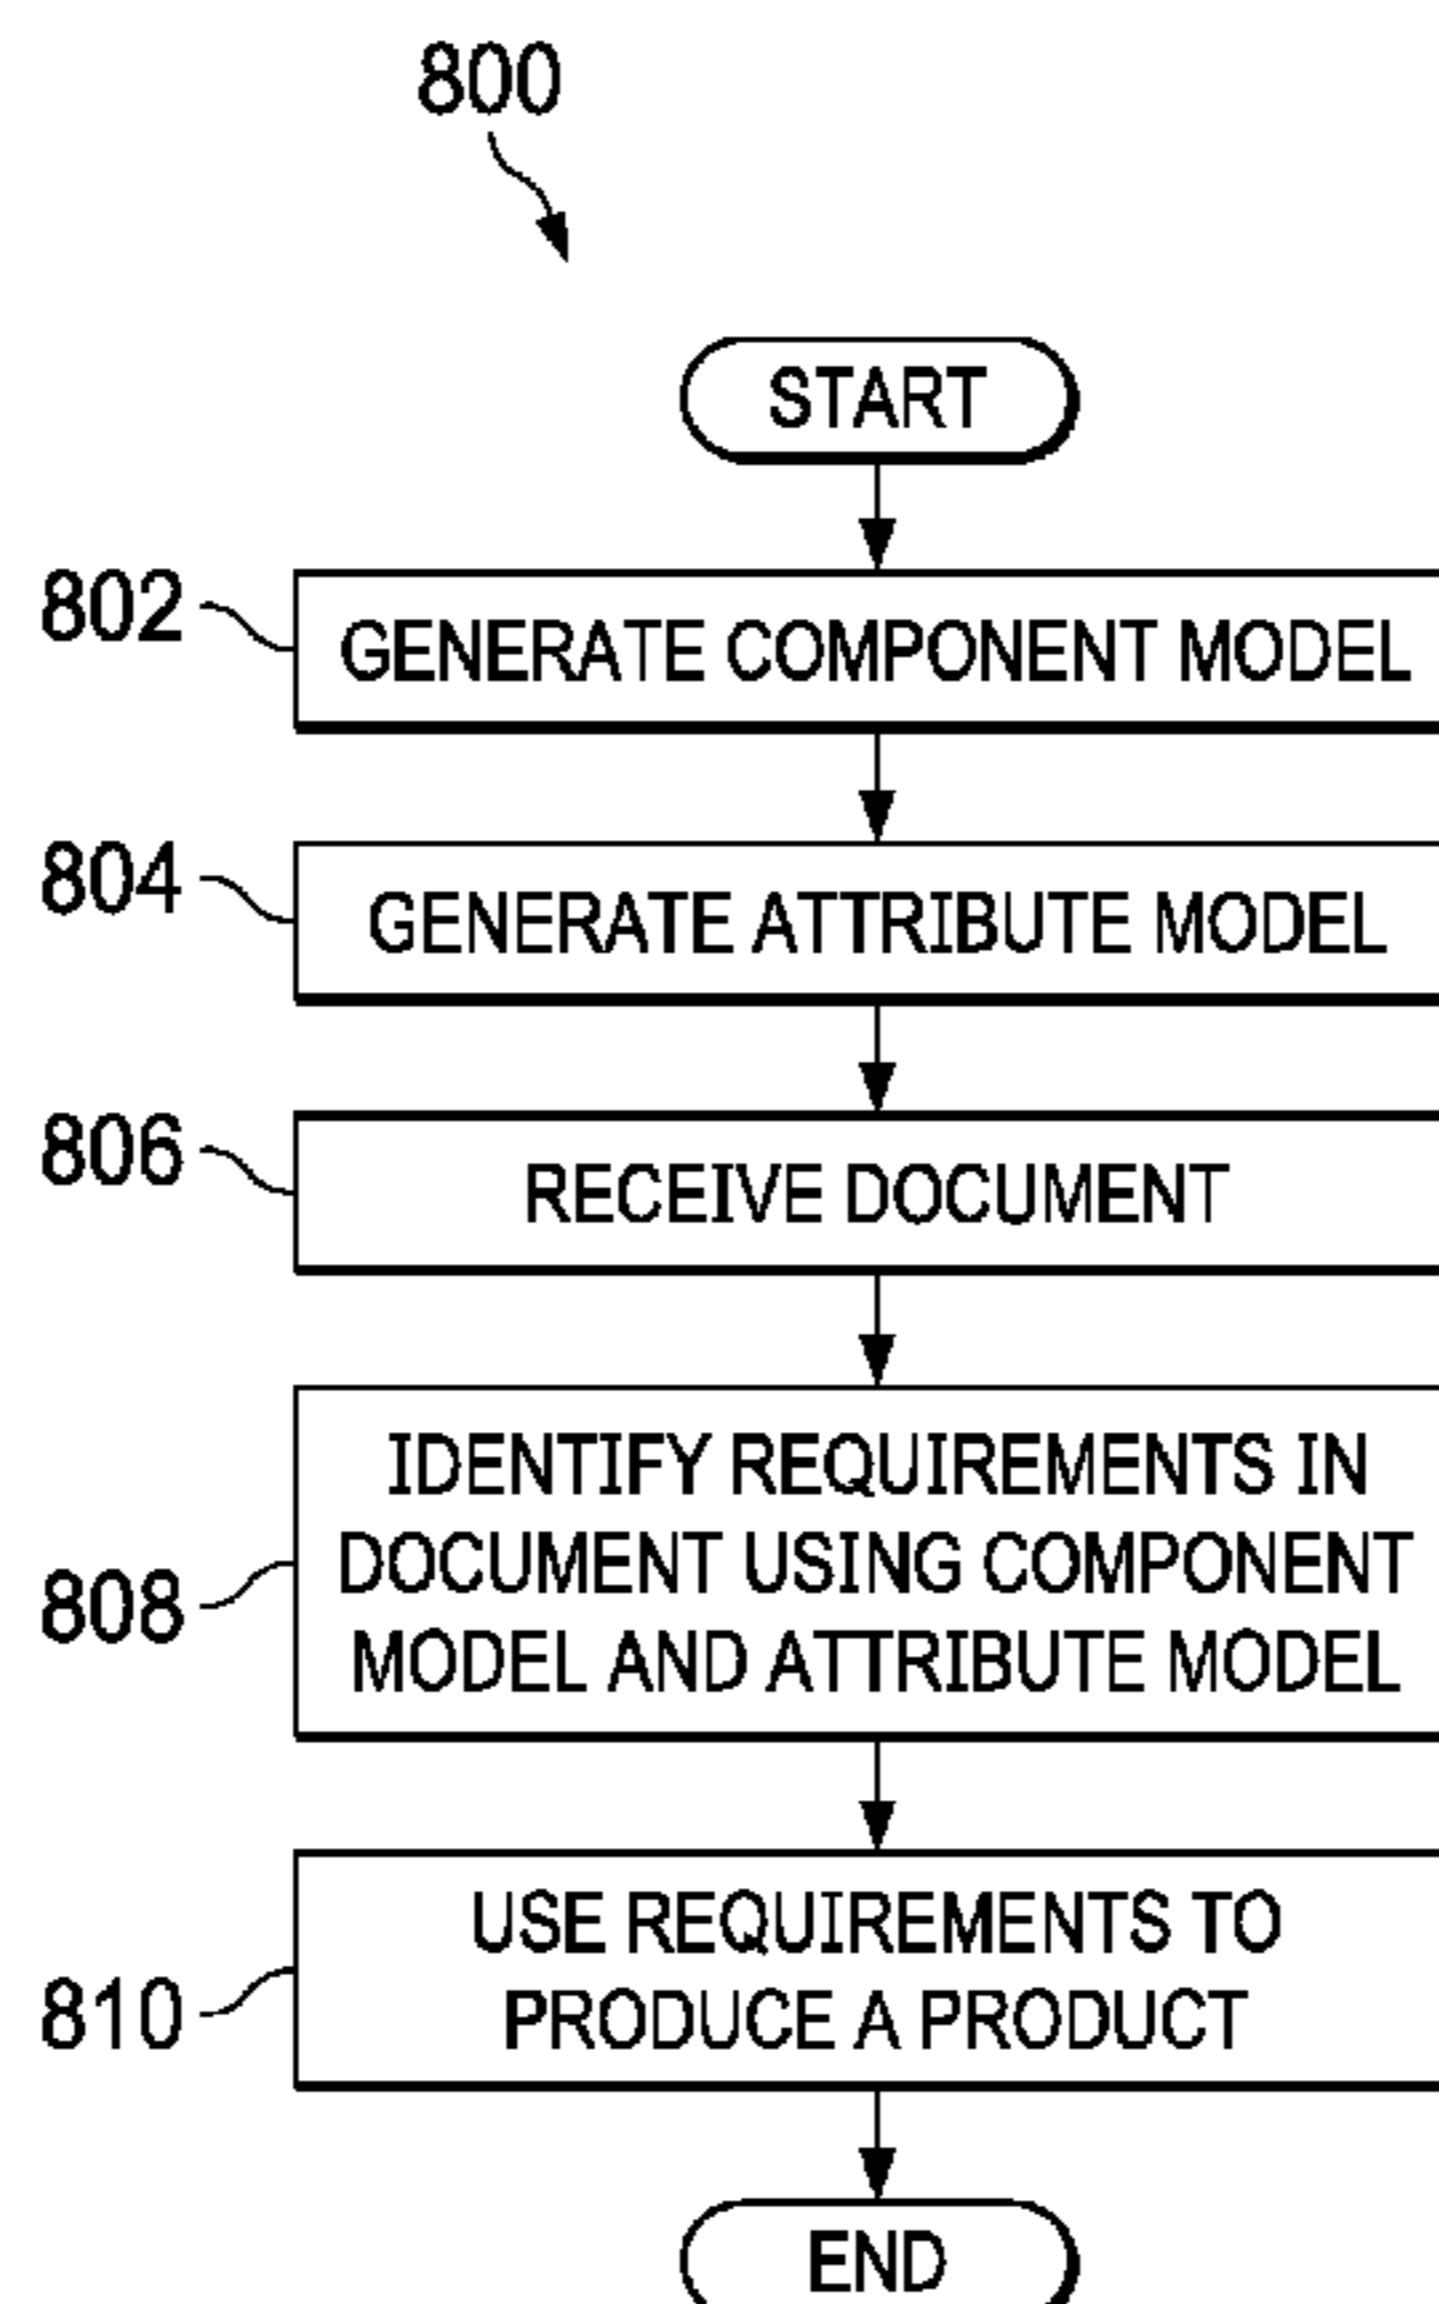 800
START
802
GENERATE COMPONENT MODEL
804
GENERATE ATTRIBUTE MODEL
806
RECEIVE DOCUMENT
IDENTIFY REQUIREMENTS IN
DOCUMENT USING COMPONENT
808
MODEL AND ATTRIBUTE MODEL
USE REQUIREMENTS TO
810
PRODUCE A PRODUCT
END